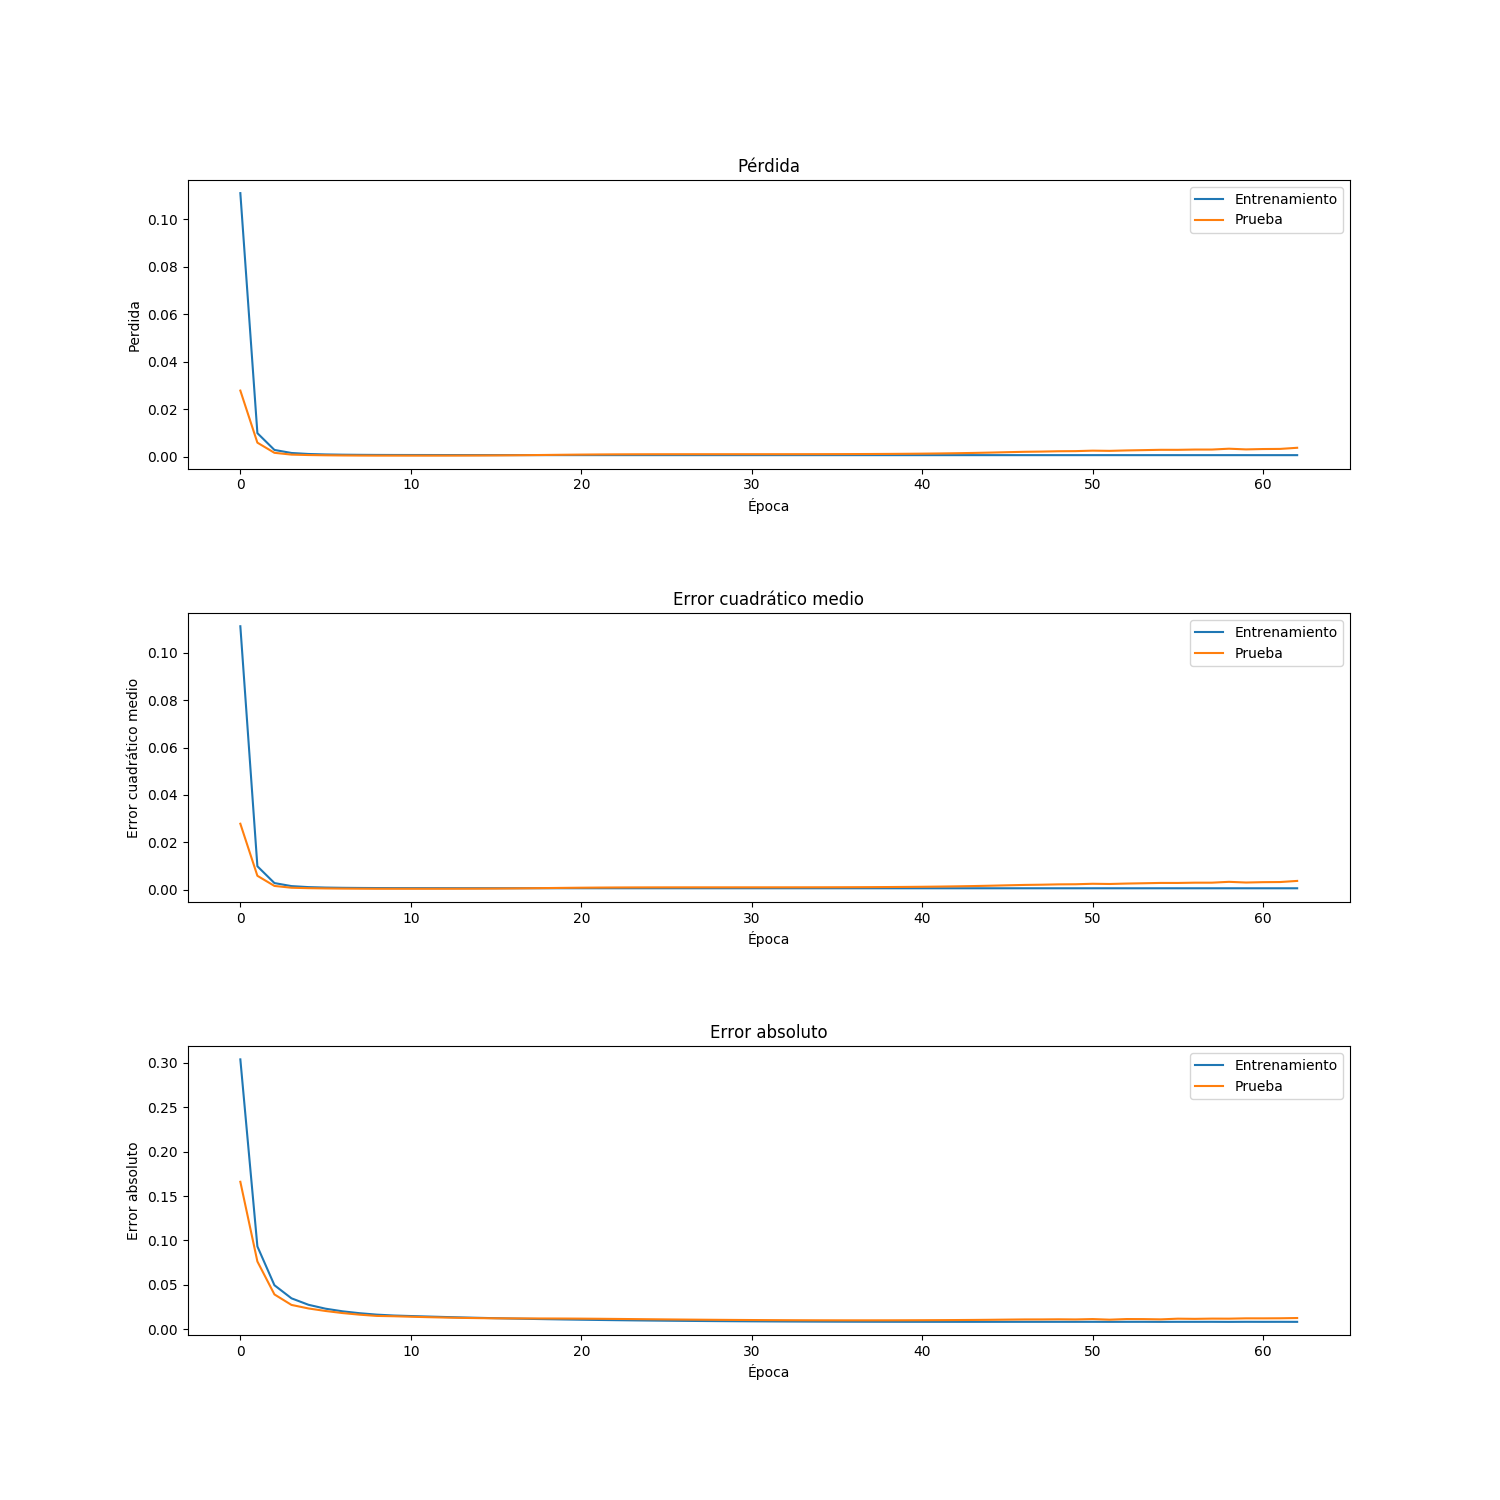 Pérdida
Entrenamiento
Prueba
0.10
0.08
0.06
0.04
0.02
0.00
Perdida
0 10 20 30 40 50 60
Época
Error cuadrático medio
Entrenamiento
Prueba
0.10
0.08
0.06
0.04
0.02
0.00
Error cuadrático medio
0 10 20 30 40 50 60
Época
Error absoluto
Entrenamiento
Prueba
0.30
0.25
0.20
0.15
0.10
0.05
0.00
Error absoluto
0 10 20 30 40 50 60
Época